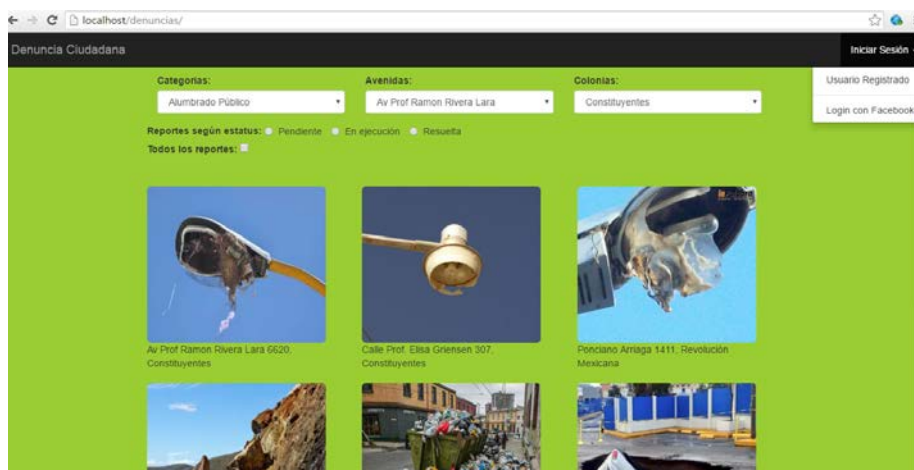 localhost/denuncias/
Denuncia Ciudadana
Iniciar Sesión
Usuario Registrado
Login con Facebook
Categorías: Avenidas: Colonias:
Alumbrado Público Av Prof Ramon Rivera Lara Constituyentes
Reportes según estatus: Pendiente En ejecución Resuelta
Todos los reportes:
Av Prof Ramon Rivera Lara 6620,
Constituyentes
Calle Prof. Elisa Griensen 307,
Constituyentes
Ponciano Arriaga 1411, Revolución
Mexicana